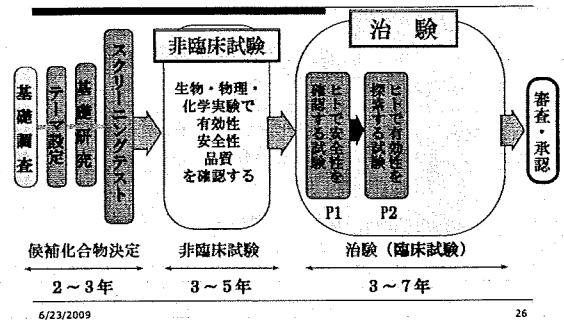 基礎調査
テーマ設定
基礎研究
スクリーニングテスト
非臨床試験
生物・物理・
化学実験で
有効性
安全性
品質
を確認する
治 験
ヒトで安全性を
確認する試験
P1
ヒトで有効性を
探索する試験
P2
審査・承認
候補化合物決定
2～3年
非臨床試験
3～5年
治験（臨床試験）
3～7年
6/23/2009
26